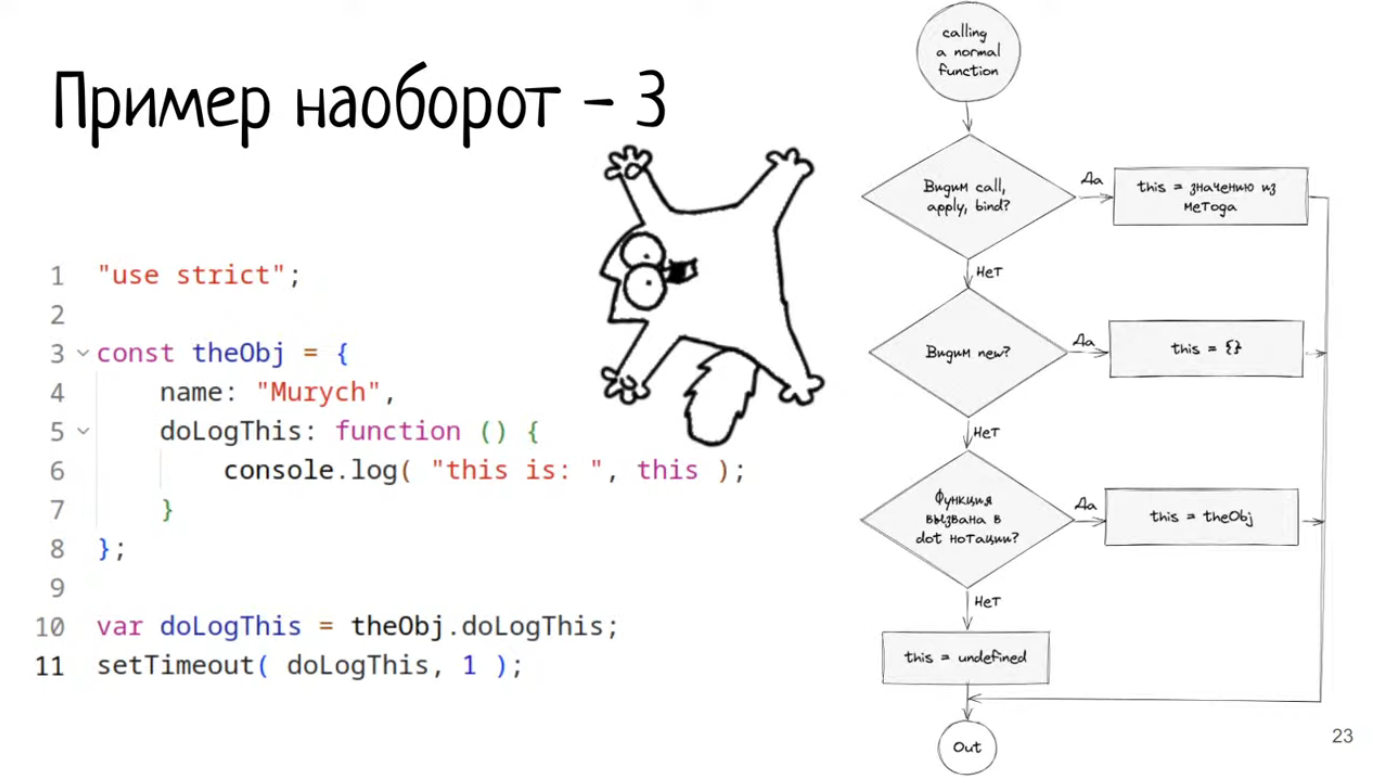 Пример наоборот - 3
1 "use strict";
2
3 const theObj = {
4 name: "Murych",
5 doLogThis: function () {
6 console.log( "this is: ", this );
7 }
8 };
9
10 var doLogThis = theObj.doLogThis;
11 setTimeout( doLogThis, 1 );
calling
a normal
function
Видим call,
apply, bind?
Да
this = значению из
метода
Нет
Видим new?
Да
this = {}
Нет
Функция
вызвана в
dot нотации?
Да
this = theObj
Нет
this = undefined
Out
23